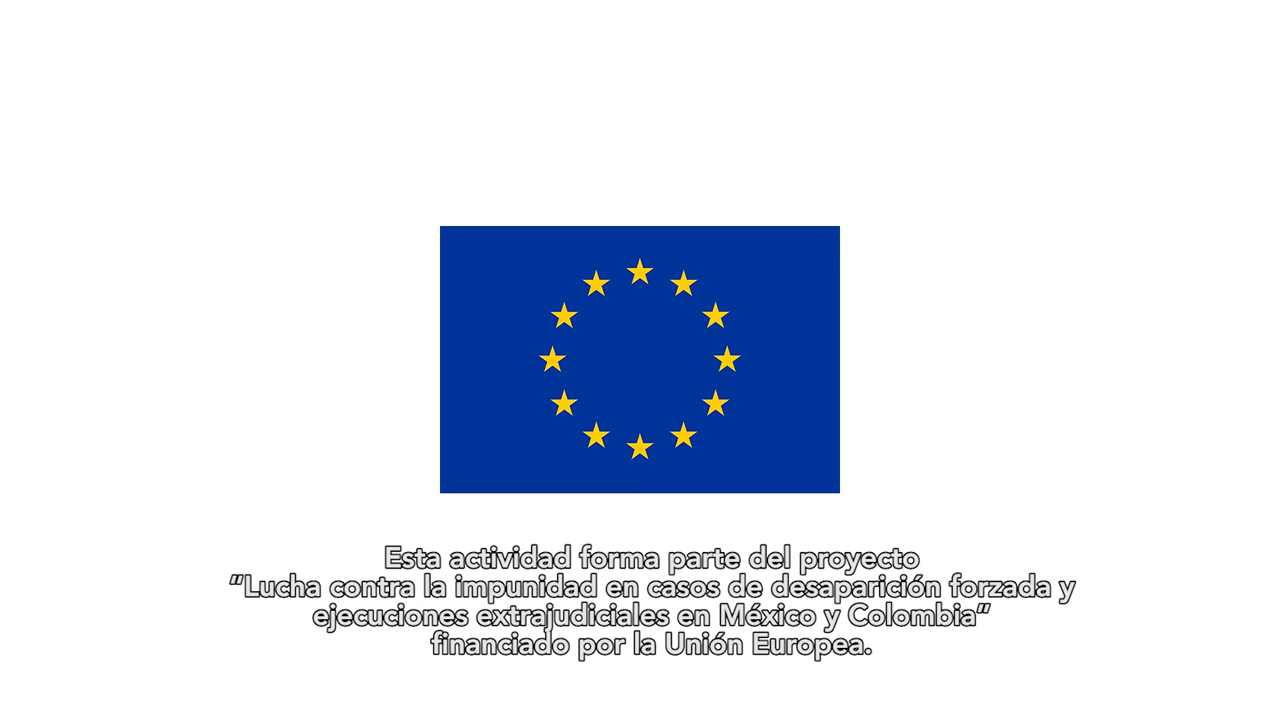 Esta actividad forma parte del proyecto
“Lucha contra la impunidad en casos de desaparición forzada y
ejecuciones extrajudiciales en México y Colombia”
financiado por la Unión Europea.